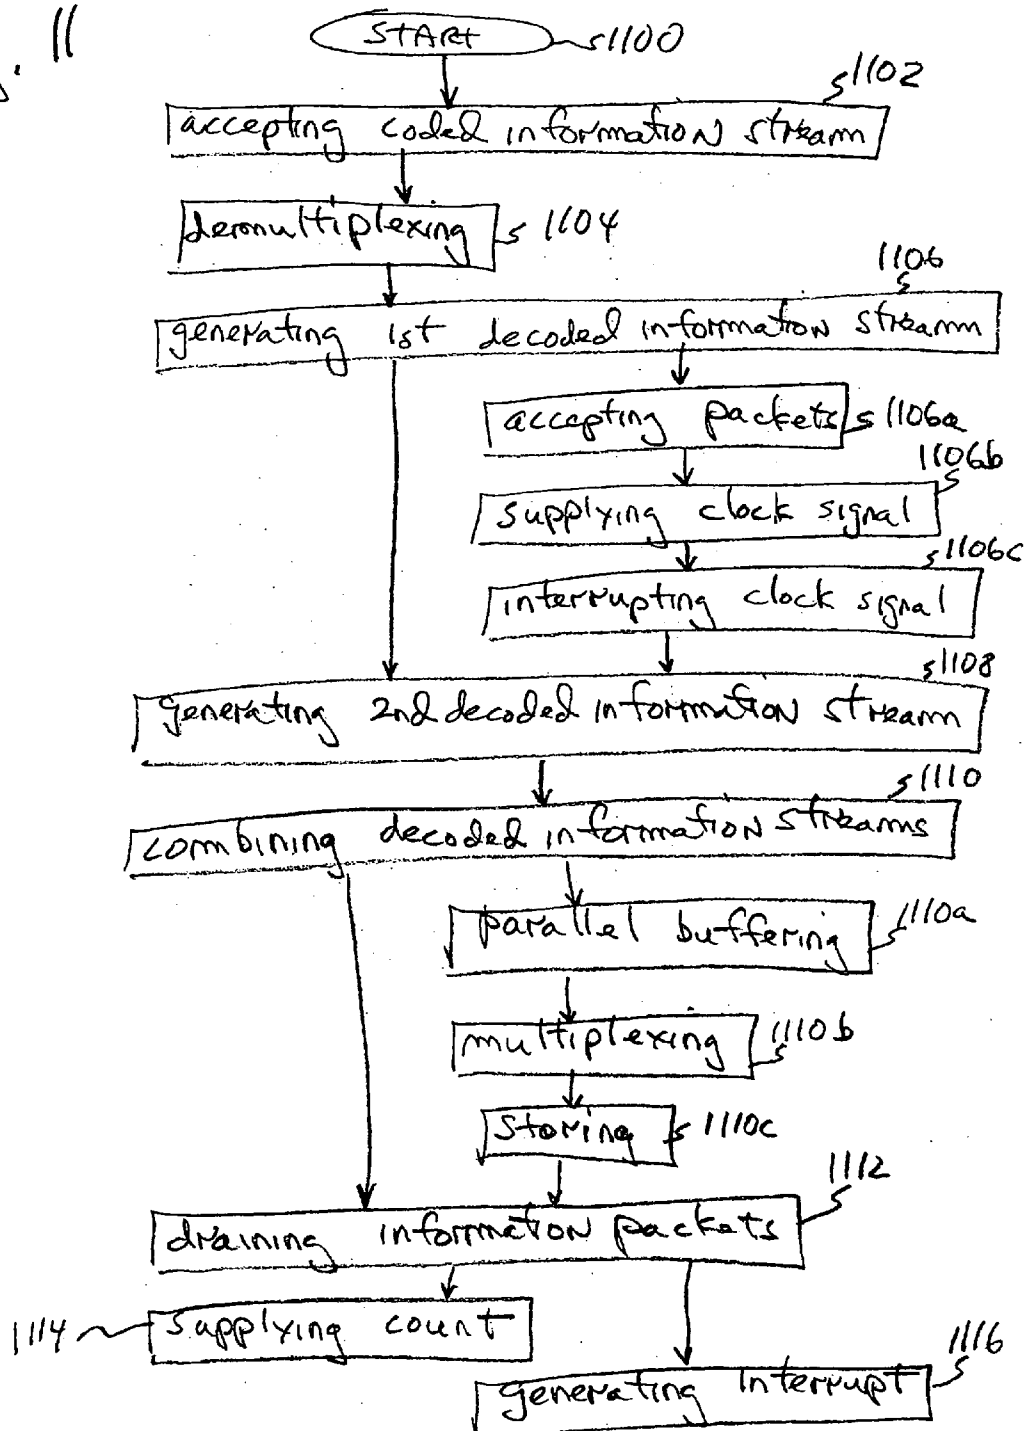 11
START 1100
1102
accepting coded information stream
demultiplexing 1104
1106
generating 1st decoded information stream
accepting packets 1106a
1106b
supplying clock signal
1106c
interrupting clock signal
1108
generating 2nd decoded information stream
1110
combining decoded information streams
parallel buffering 1110a
multiplexing 1110b
storing 1110c
1112
draining information packets
1114 supplying count
1116
generating interrupt